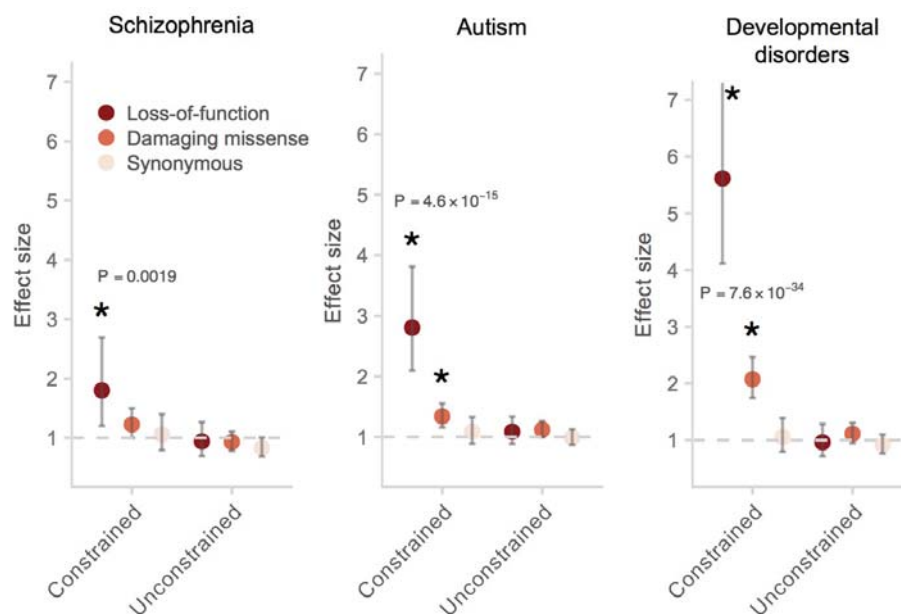 Schizophrenia
Effect size
7
6
5
4
3
2
1
Loss-of-function
Damaging missense
Synonymous
P = 0.0019
*
Constrained
Unconstrained
Autism
Effect size
7
6
5
4
3
2
1
P = 4.6 × 10⁻¹⁵
*
*
Constrained
Unconstrained
Developmental
disorders
Effect size
7
6
5
4
3
2
1
*
P = 7.6 × 10⁻³⁴
*
Constrained
Unconstrained